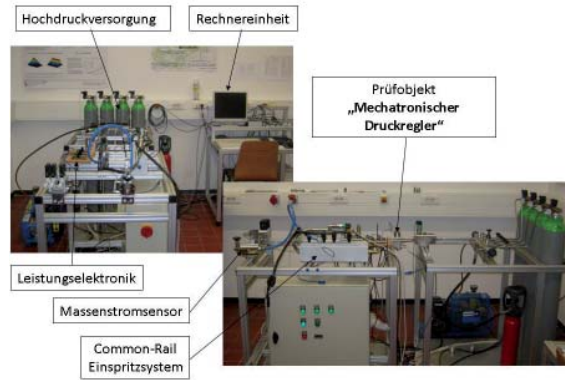 Hochdruckversorgung
Rechnereinheit
Prüfobjekt
„Mechatronischer
Druckregler“
Leistungselektronik
Massenstromsensor
Common-Rail
Einspritzsystem